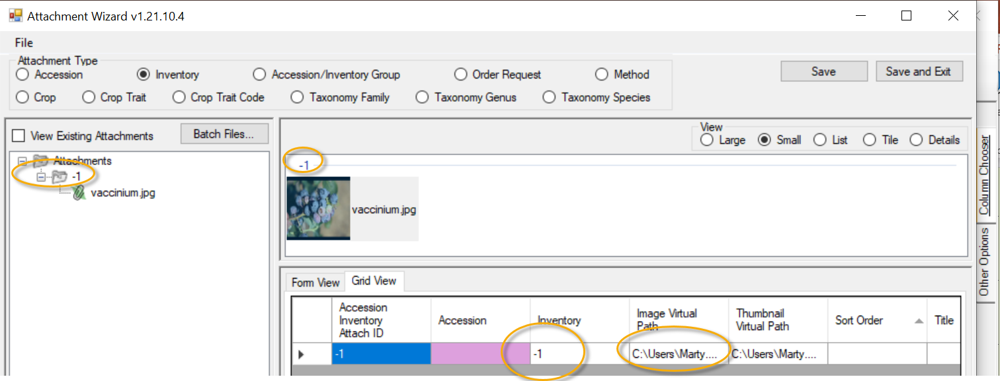 Attachment Wizard v1.21.10.4
File
Attachment Type
Accession Inventory Accession/Inventory Group Order Request Method
Crop Crop Trait Crop Trait Code Taxonomy Family Taxonomy Genus Taxonomy Species
Save Save and Exit
View Existing Attachments Batch Files...
Attachments
-1
vaccinium.jpg
View
Large Small List Tile Details
-1
vaccinium.jpg
Form View Grid View
Accession Inventory Attach ID Accession Inventory Image Virtual Path Thumbnail Virtual Path Sort Order Title
-1 -1 C:\Users\Marty.... C:\Users\Marty....
Column Chooser
Other Options